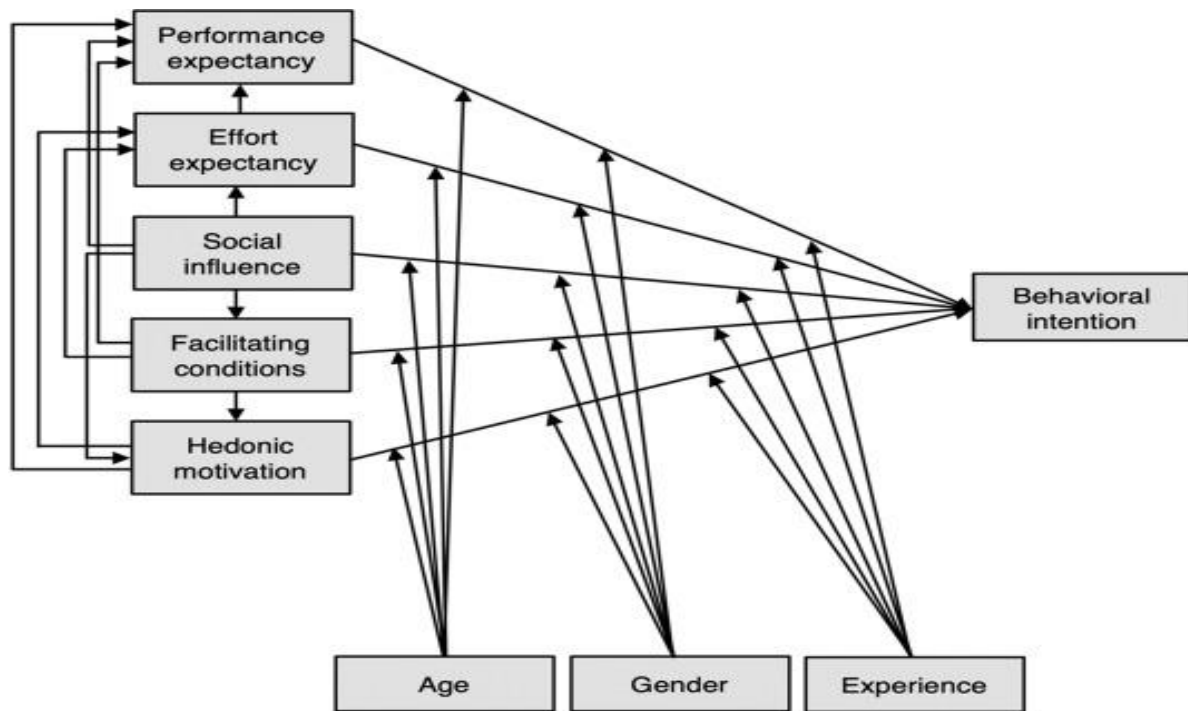 Performance
expectancy
Effort
expectancy
Social
influence
Facilitating
conditions
Hedonic
motivation
Behavioral
intention
Age
Gender
Experience